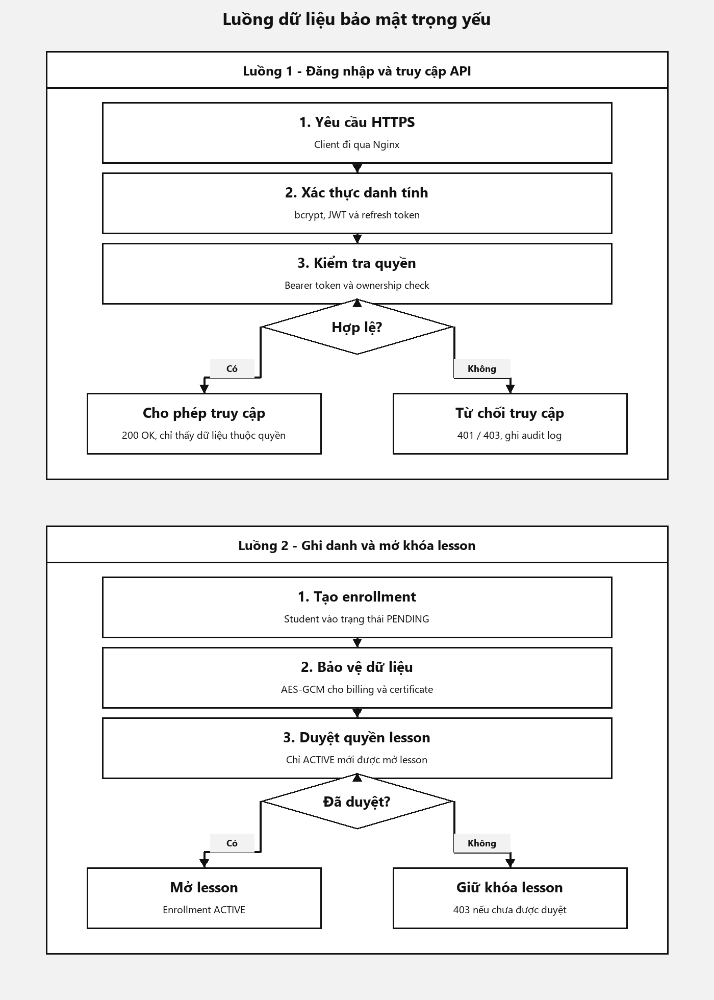 Luồng dữ liệu bảo mật trọng yếu
Luồng 1 - Đăng nhập và truy cập API
1. Yêu cầu HTTPS
Client đi qua Nginx
2. Xác thực danh tính
bcrypt, JWT và refresh token
3. Kiểm tra quyền
Bearer token và ownership check
Hợp lệ?
Có
Không
Cho phép truy cập
200 OK, chỉ thấy dữ liệu thuộc quyền
Từ chối truy cập
401 / 403, ghi audit log
Luồng 2 - Ghi danh và mở khóa lesson
1. Tạo enrollment
Student vào trạng thái PENDING
2. Bảo vệ dữ liệu
AES-GCM cho billing và certificate
3. Duyệt quyền lesson
Chỉ ACTIVE mới được mở lesson
Đã duyệt?
Có
Không
Mở lesson
Enrollment ACTIVE
Giữ khóa lesson
403 nếu chưa được duyệt